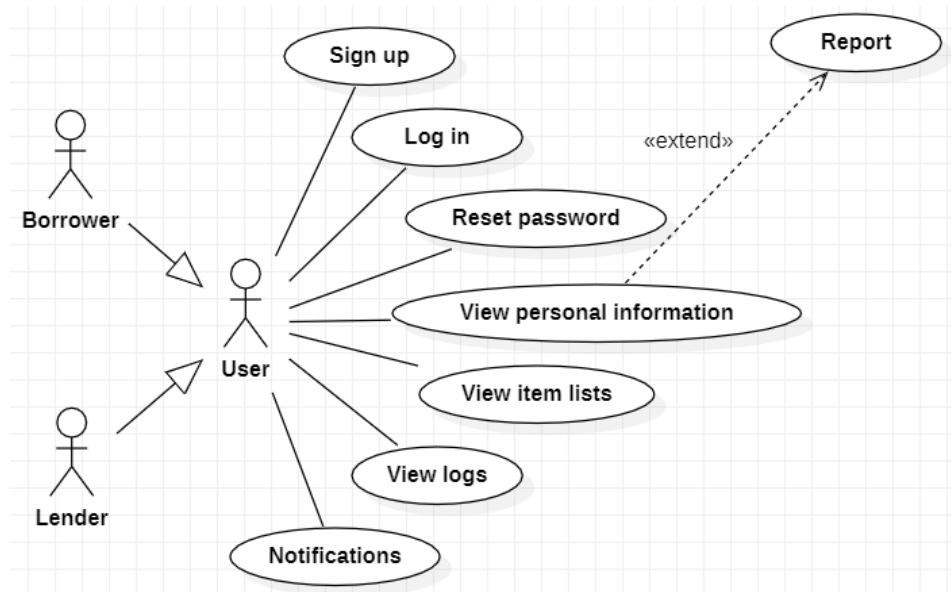 Sign up
Report
Log in
«extend»
Borrower
Reset password
View personal information
User
View item lists
View logs
Lender
Notifications